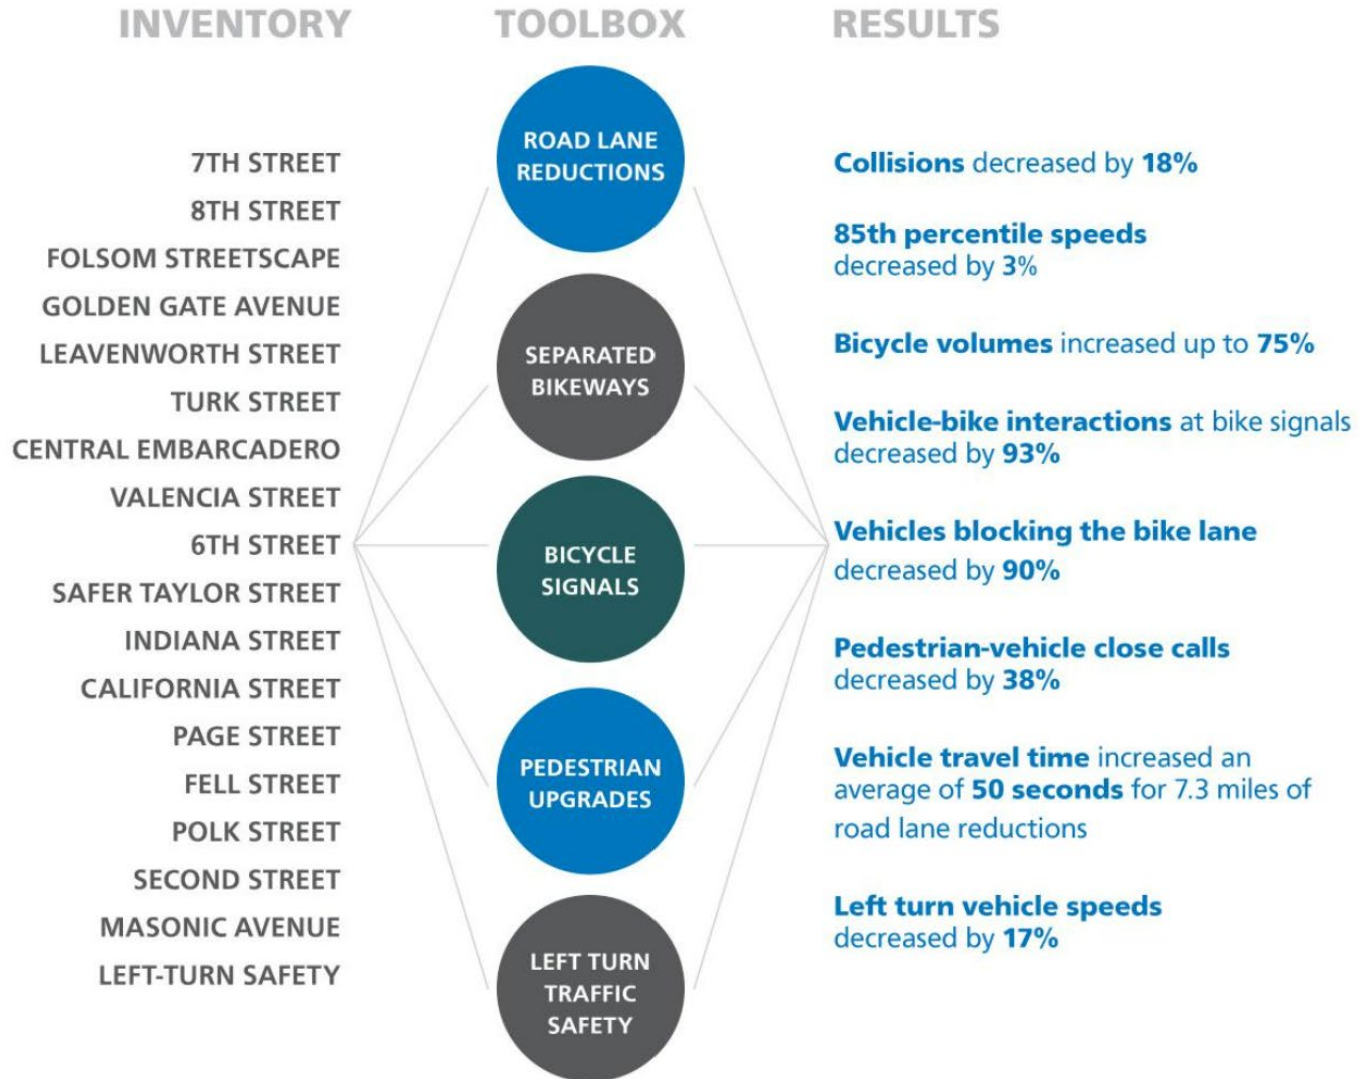 INVENTORY
7TH STREET
8TH STREET
FOLSOM STREETSCAPE
GOLDEN GATE AVENUE
LEAVENWORTH STREET
TURK STREET
CENTRAL EMBARCADERO
VALENCIA STREET
6TH STREET
SAFER TAYLOR STREET
INDIANA STREET
CALIFORNIA STREET
PAGE STREET
FELL STREET
POLK STREET
SECOND STREET
MASONIC AVENUE
LEFT-TURN SAFETY
TOOLBOX
ROAD LANE
REDUCTIONS
SEPARATED
BIKEWAYS
BICYCLE
SIGNALS
PEDESTRIAN
UPGRADES
LEFT TURN
TRAFFIC
SAFETY
RESULTS
Collisions decreased by 18%
85th percentile speeds
decreased by 3%
Bicycle volumes increased up to 75%
Vehicle-bike interactions at bike signals
decreased by 93%
Vehicles blocking the bike lane
decreased by 90%
Pedestrian-vehicle close calls
decreased by 38%
Vehicle travel time increased an
average of 50 seconds for 7.3 miles of
road lane reductions
Left turn vehicle speeds
decreased by 17%